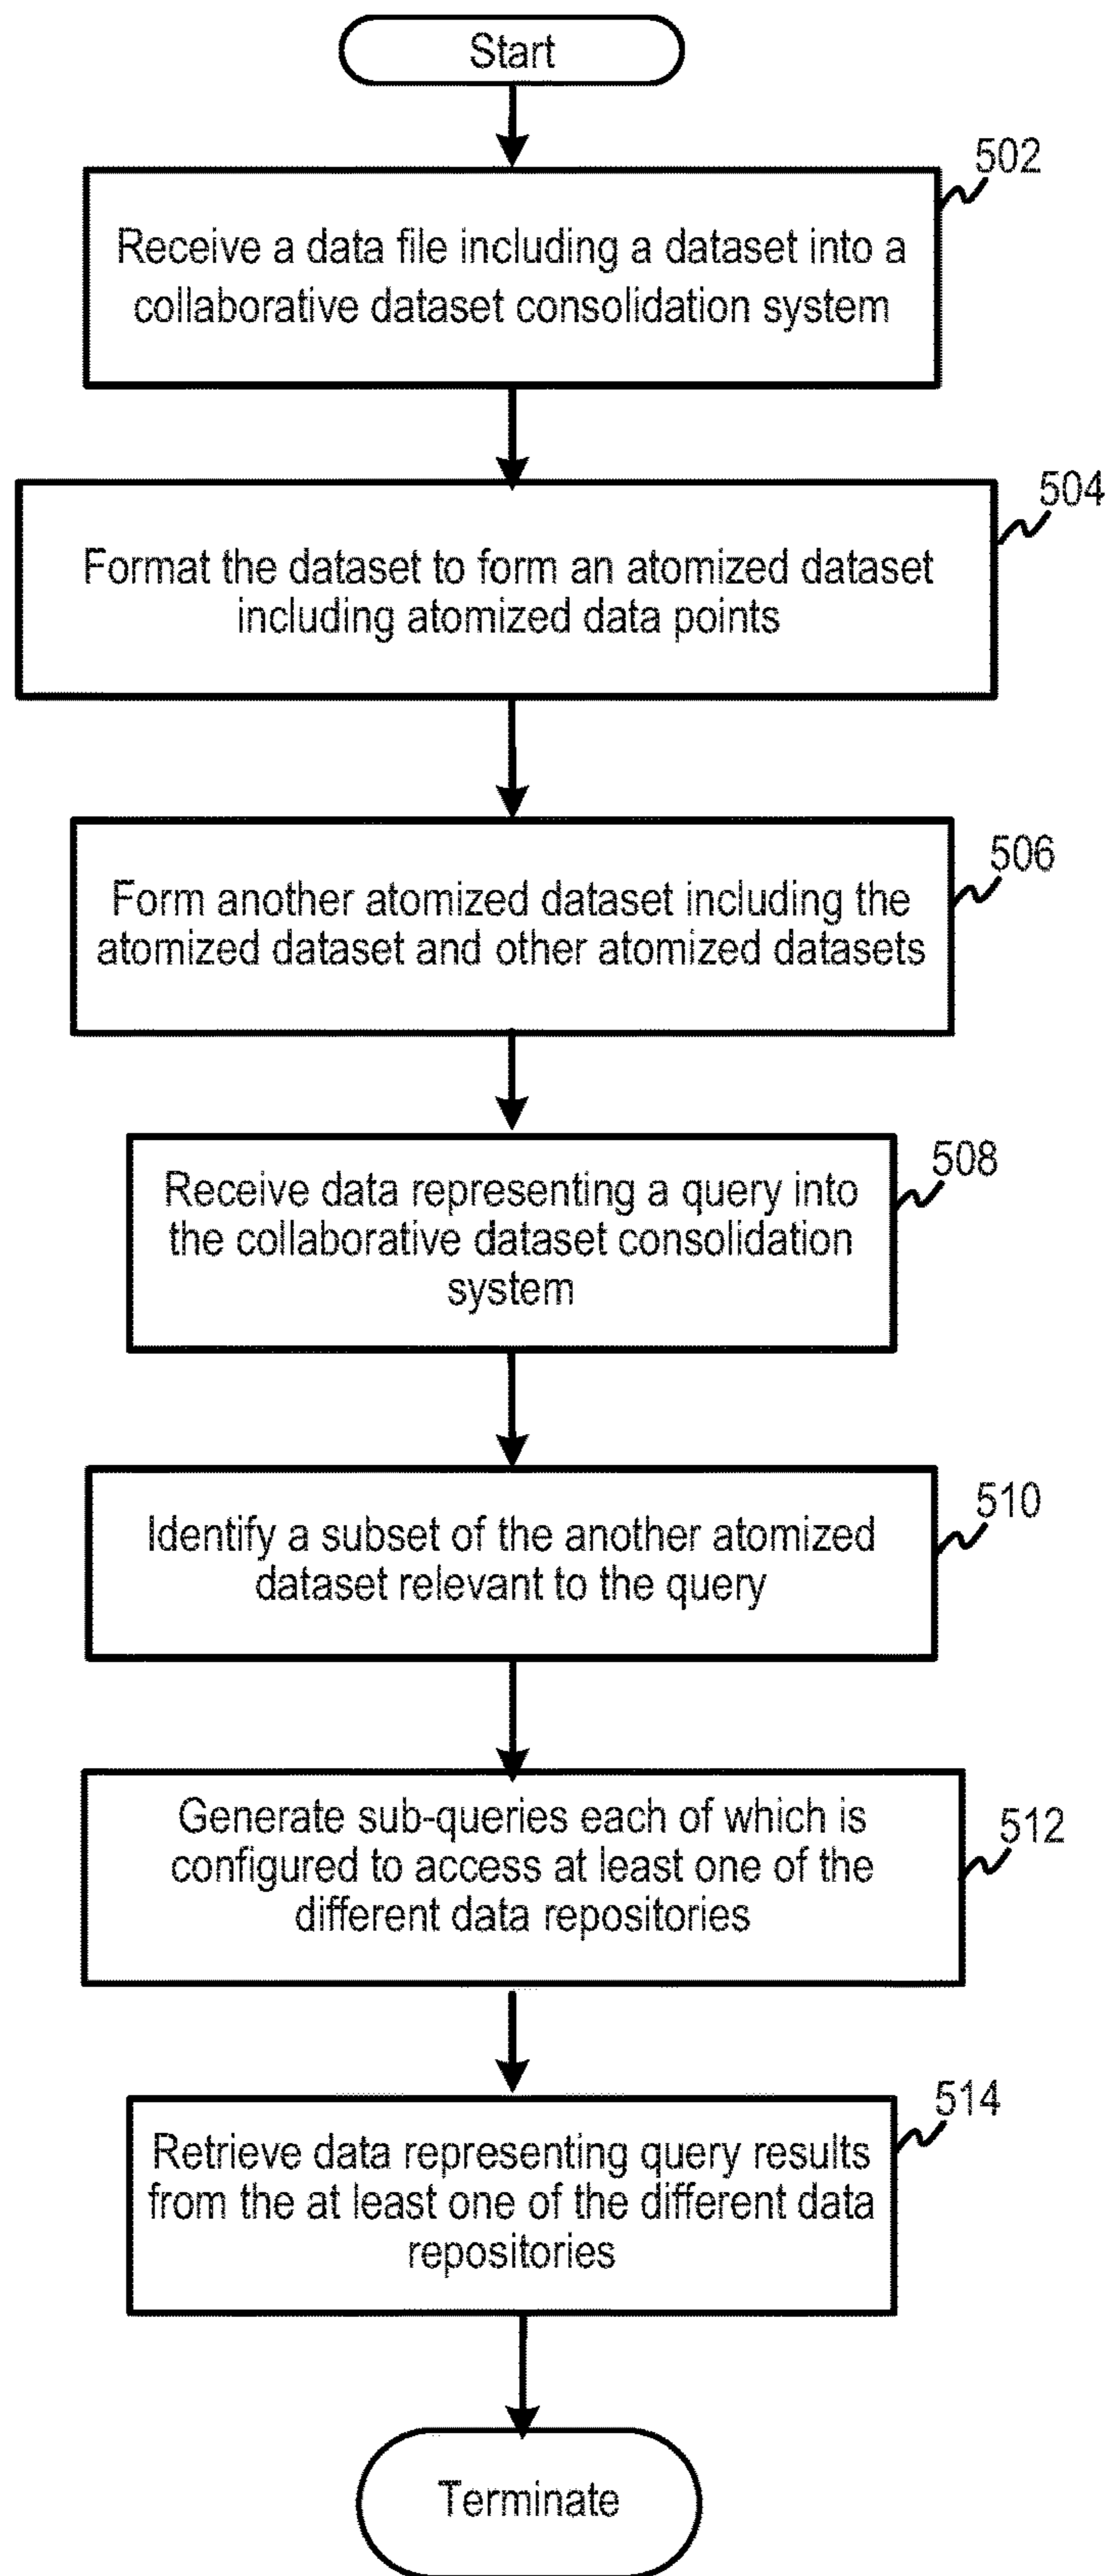 Start
502
Receive a data file including a dataset into a
collaborative dataset consolidation system
504
Format the dataset to form an atomized dataset
including atomized data points
506
Form another atomized dataset including the
atomized dataset and other atomized datasets
508
Receive data representing a query into
the collaborative dataset consolidation
system
510
Identify a subset of the another atomized
dataset relevant to the query
512
Generate sub-queries each of which is
configured to access at least one of the
different data repositories
514
Retrieve data representing query results
from the at least one of the different data
repositories
Terminate